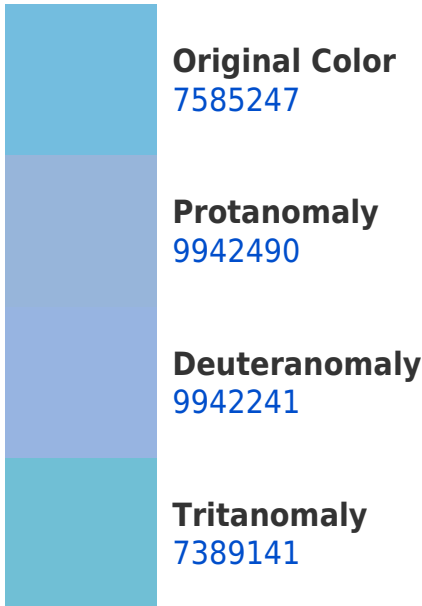 Original Color
7585247
Protanomaly
9942490
Deuteranomaly
9942241
Tritanomaly
7389141